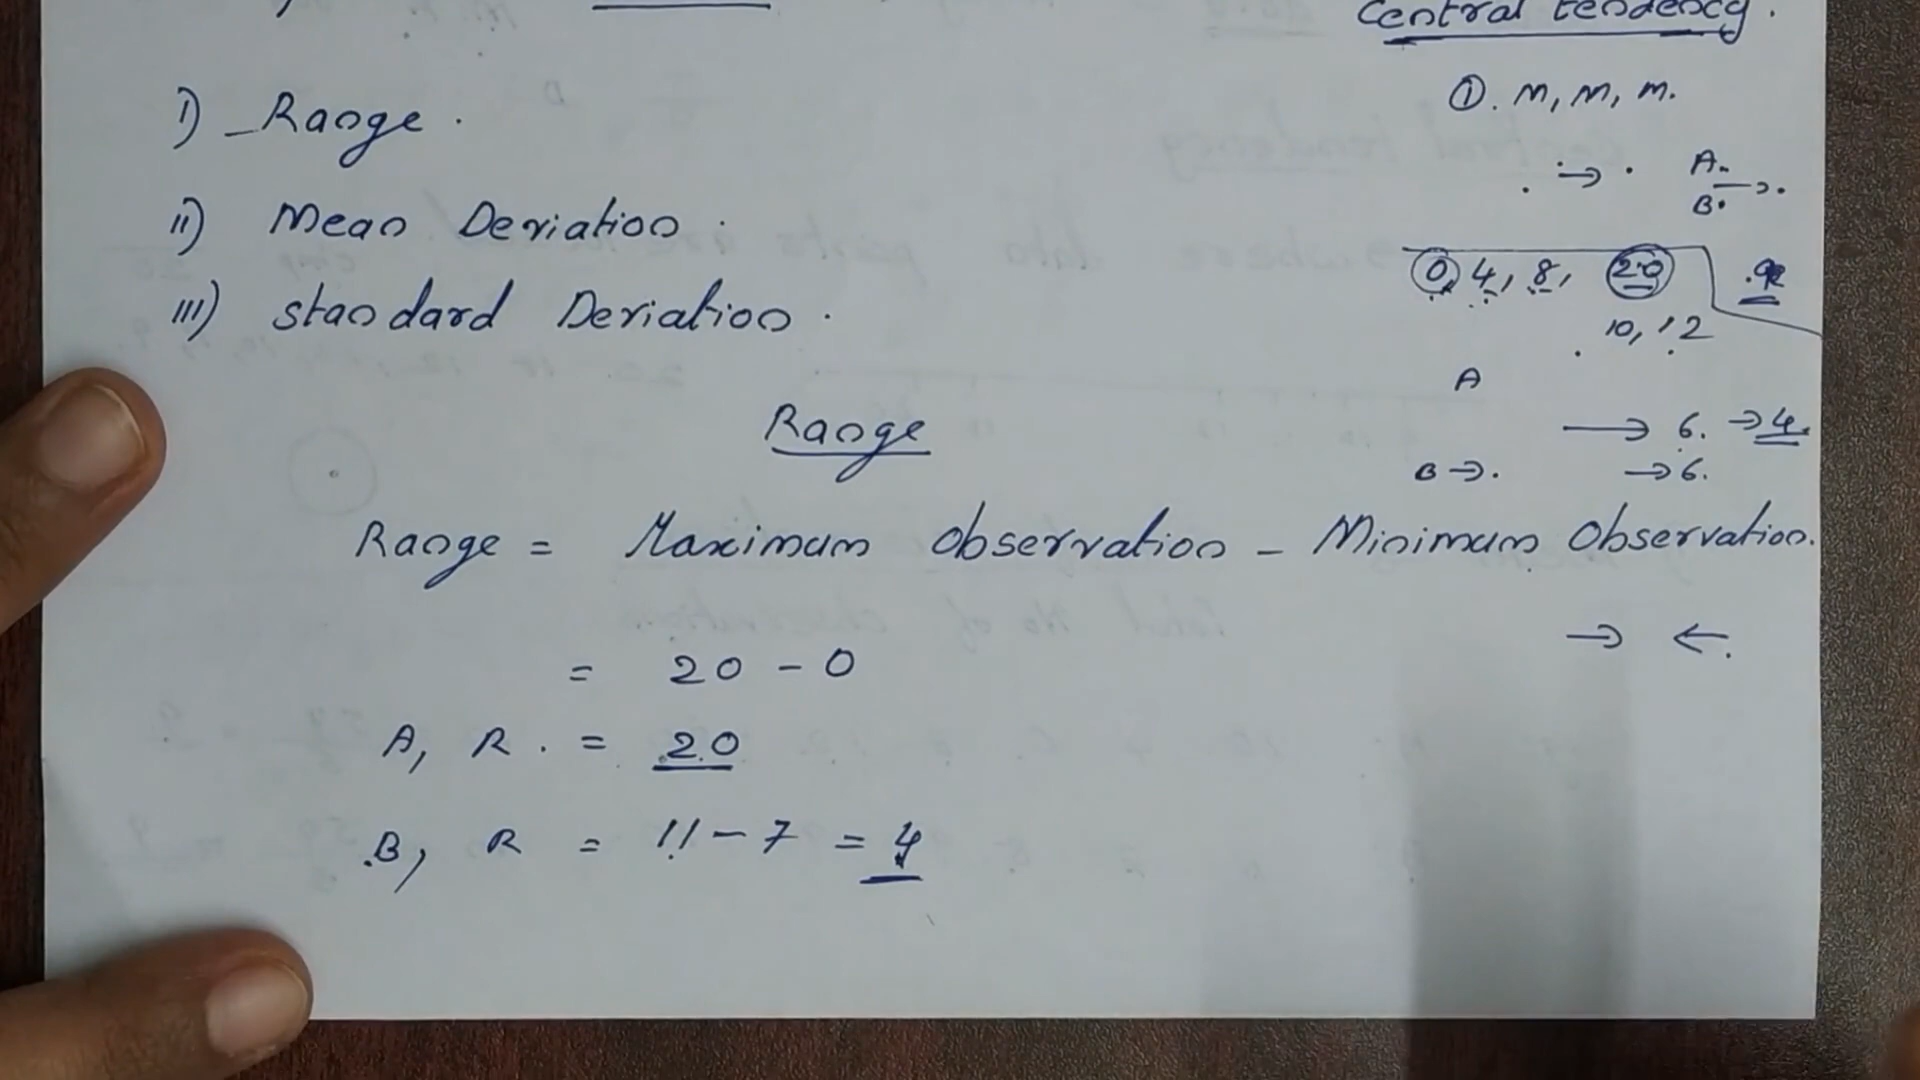 Central tendency.
i) Range.
ii) Mean Deviation.
iii) Standard Deviation.
①. M, M, M.
A.
B.
0, 4, 8, 20
10, 12
A
→ 6. → 4.
B →. → 6.
Range
Range = Maximum Observation - Minimum Observation.
→ ←.
= 20 - 0
A, R. = 20
B, R = 11 - 7 = 4